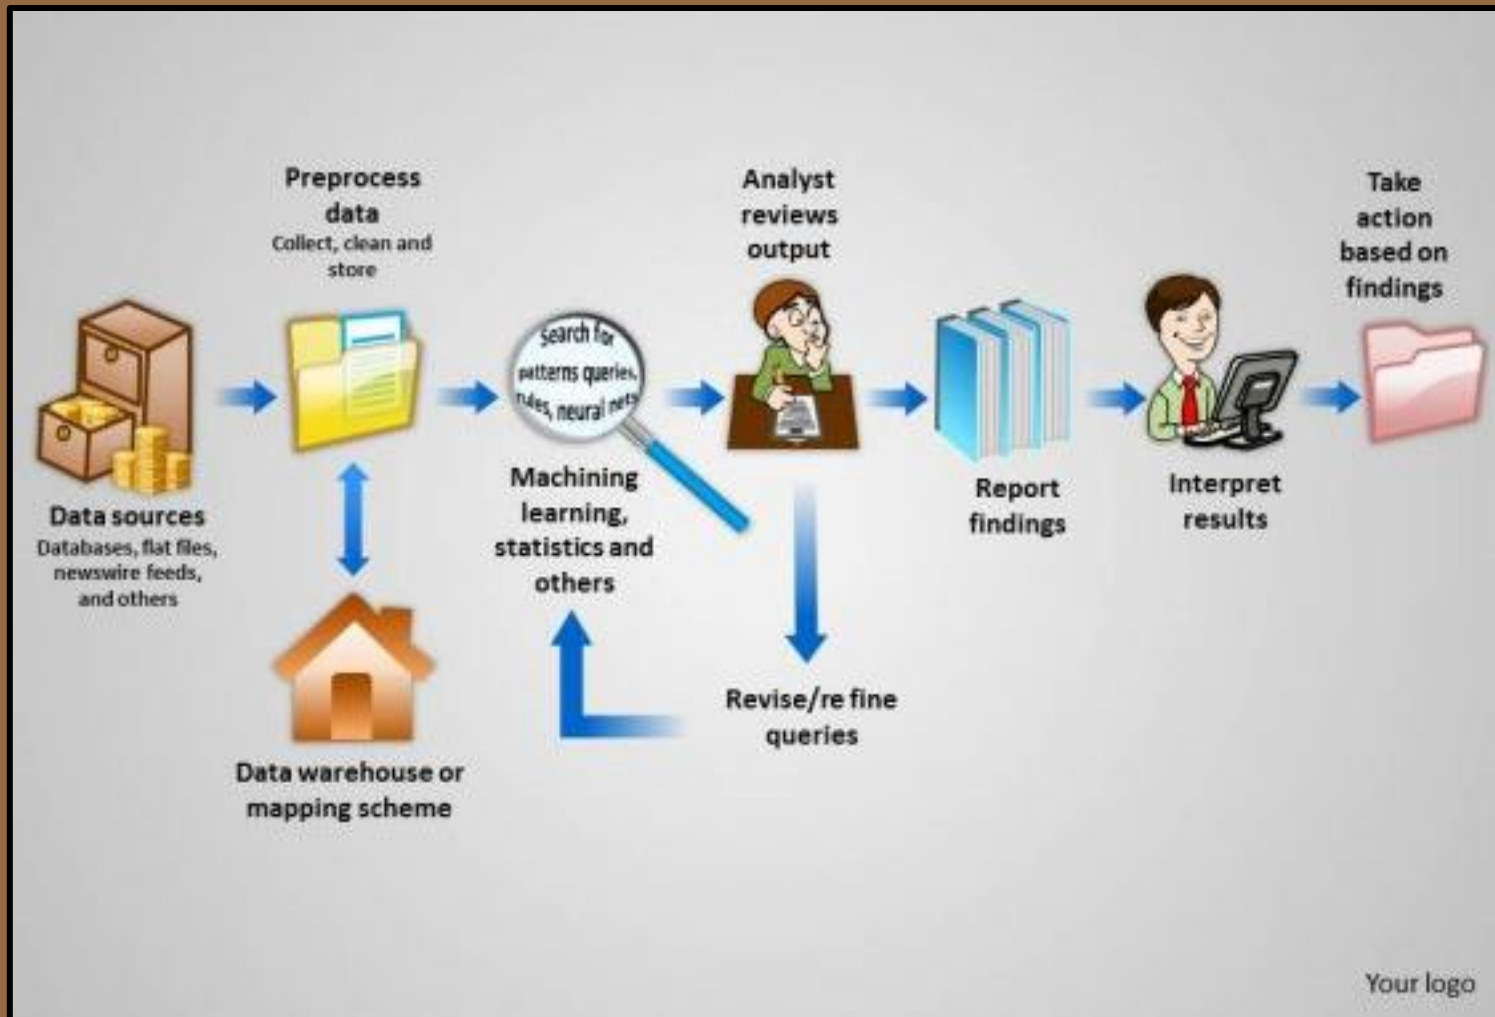 Preprocess
data
Collect, clean and
store
Analyst
reviews
output
Take
action
based on
findings
Search for
patterns queries,
rules, neural nets
Data sources
Databases, flat files,
newswire feeds,
and others
Machining
learning,
statistics and
others
Report
findings
Interpret
results
Revise/re fine
queries
Data warehouse or
mapping scheme
Your logo